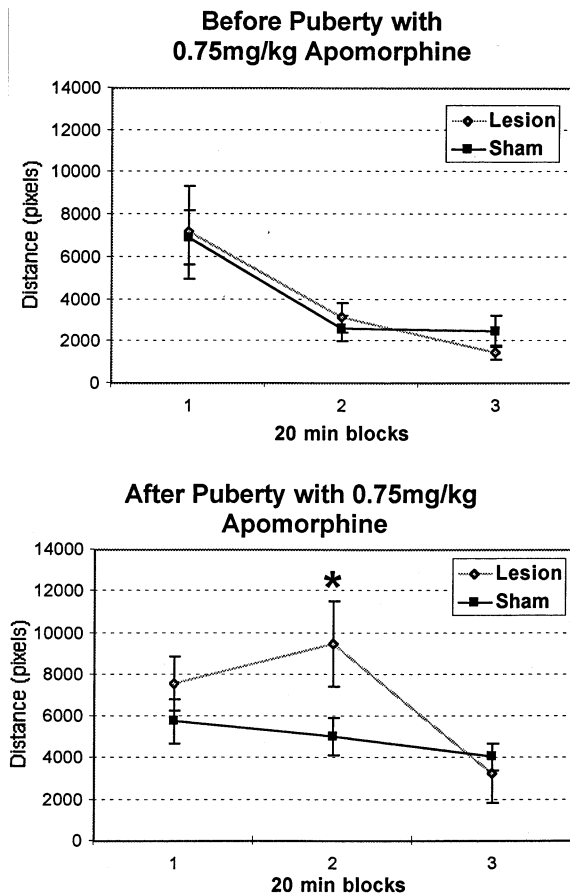 Before Puberty with
0.75mg/kg Apomorphine
14000
12000
10000
8000
6000
4000
2000
0
Distance (pixels)
Lesion
Sham
1 2 3
20 min blocks
After Puberty with 0.75mg/kg
Apomorphine
14000
12000
10000
8000
6000
4000
2000
0
Distance (pixels)
Lesion
Sham
*
1 2 3
20 min blocks